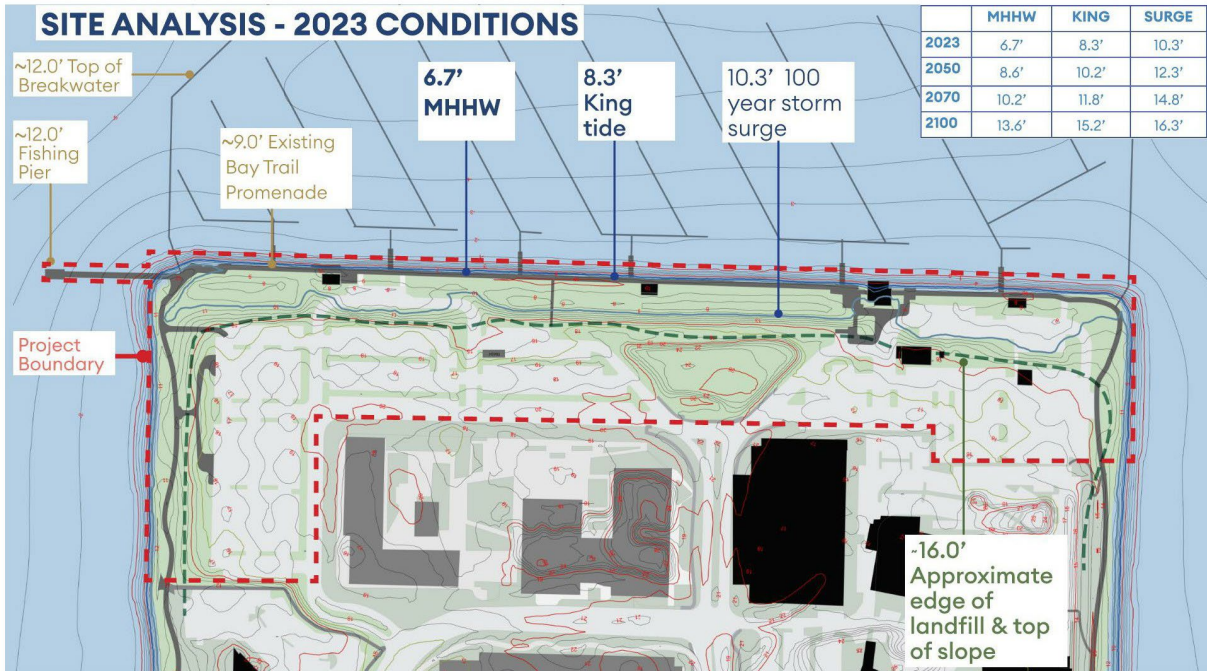 SITE ANALYSIS - 2023 CONDITIONS
MHHW KING SURGE
2023 6.7’ 8.3’ 10.3’
2050 8.6’ 10.2’ 12.3’
2070 10.2’ 11.8’ 14.8’
2100 13.6’ 15.2’ 16.3’
~12.0’ Top of
Breakwater
~12.0’
Fishing
Pier
~9.0’ Existing
Bay Trail
Promenade
6.7’
MHHW
8.3’
King
tide
10.3’ 100
year storm
surge
Project
Boundary
~16.0’
Approximate
edge of
landfill & top
of slope